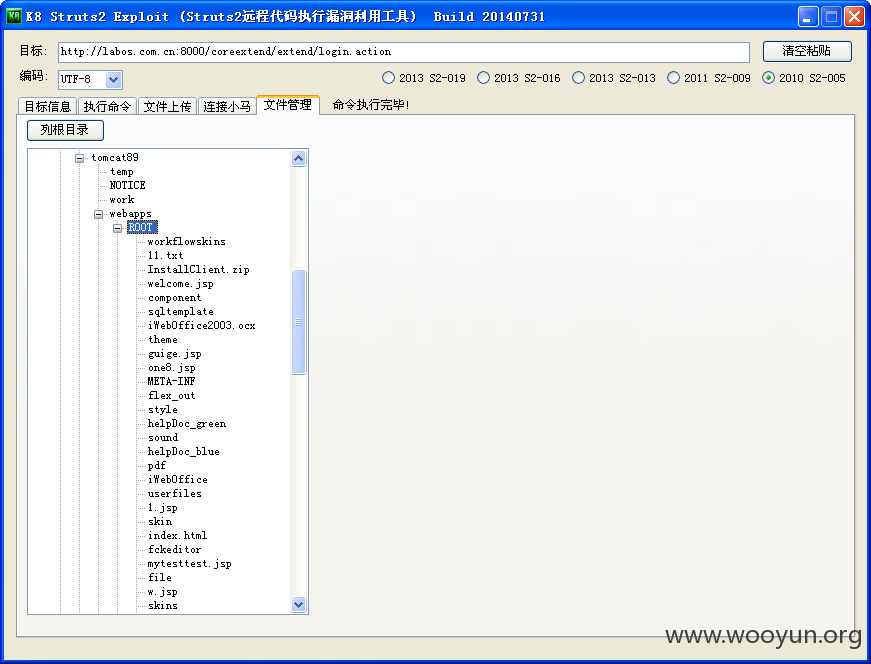 K8 Struts2 Exploit (Struts2远程代码执行漏洞利用工具) Build 20140731
目标: http://labos.com.cn:8000/coreextend/extend/login.action 清空粘贴
编码: UTF-8 2013 S2-019 2013 S2-016 2013 S2-013 2011 S2-009 2010 S2-005
目标信息 执行命令 文件上传 连接小马 文件管理 命令执行完毕!
列根目录
tomcat89
temp
NOTICE
work
webapps
ROOT
workflowskins
11.txt
InstallClient.zip
welcome.jsp
component
sqltemplate
iWebOffice2003.ocx
theme
guige.jsp
one8.jsp
META-INF
flex_out
style
helpDoc_green
sound
helpDoc_blue
pdf
iWebOffice
userfiles
1.jsp
skin
index.html
fckeditor
mytesttest.jsp
file
w.jsp
skins
www.wooyun.org